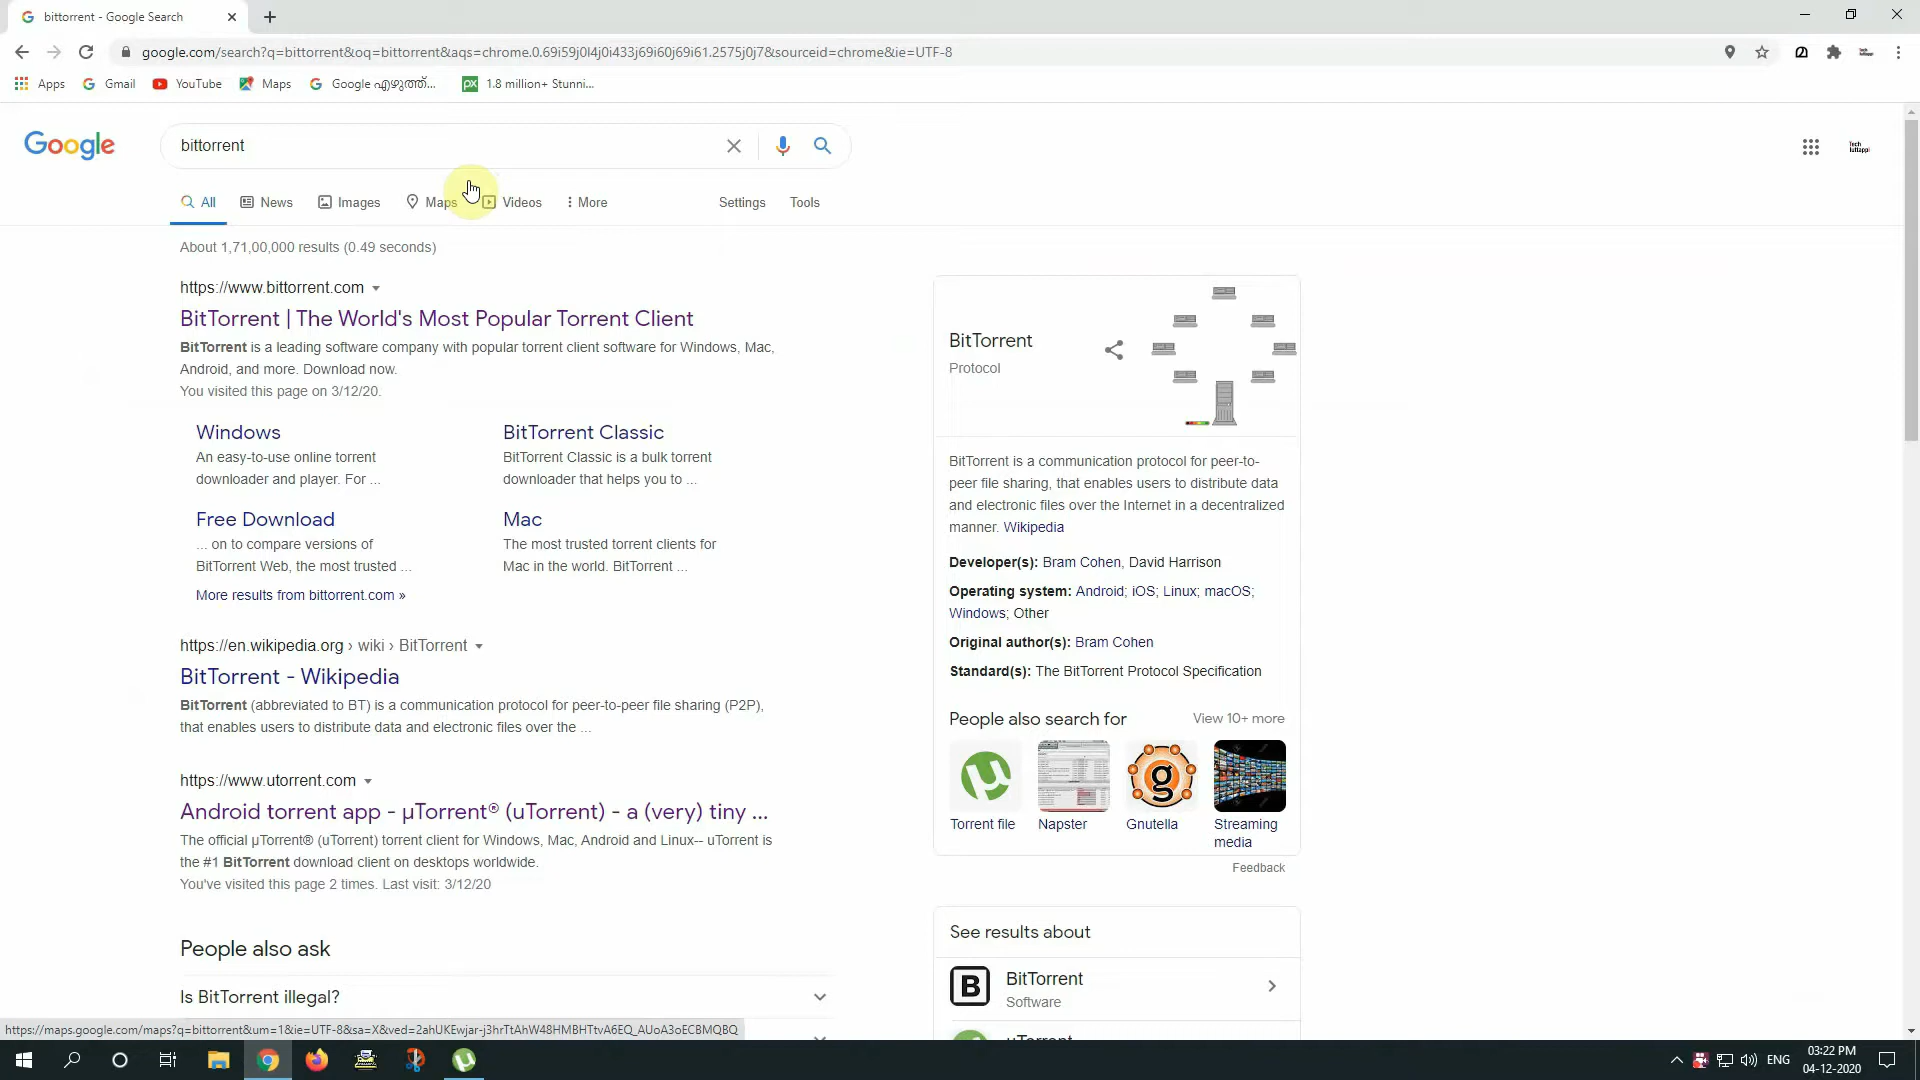 bittorrent - Google Search
google.com/search?q=bittorrent&oq=bittorrent&aqs=chrome.0.69i59j0l4j0i433j69i60j69i61.2575j0j7&sourceid=chrome&ie=UTF-8
Apps
Gmail
YouTube
Maps
Google എഴുത്ത്...
px
1.8 million+ Stunni...
Google
bittorrent
Tech
All
News
Images
Maps
Videos
More
Settings
Tools
About 1,71,00,000 results (0.49 seconds)
https://www.bittorrent.com
BitTorrent | The World's Most Popular Torrent Client
BitTorrent is a leading software company with popular torrent client software for Windows, Mac,
Android, and more. Download now.
You visited this page on 3/12/20.
Windows
An easy-to-use online torrent
downloader and player. For ...
BitTorrent Classic
BitTorrent Classic is a bulk torrent
downloader that helps you to ...
Free Download
... on to compare versions of
BitTorrent Web, the most trusted ...
Mac
The most trusted torrent clients for
Mac in the world. BitTorrent ...
More results from bittorrent.com »
https://en.wikipedia.org › wiki › BitTorrent
BitTorrent - Wikipedia
BitTorrent (abbreviated to BT) is a communication protocol for peer-to-peer file sharing (P2P),
that enables users to distribute data and electronic files over the ...
https://www.utorrent.com
Android torrent app - µTorrent® (uTorrent) - a (very) tiny ...
The official µTorrent® (uTorrent) torrent client for Windows, Mac, Android and Linux-- uTorrent is
the #1 BitTorrent download client on desktops worldwide.
You've visited this page 2 times. Last visit: 3/12/20
People also ask
Is BitTorrent illegal?
BitTorrent
Protocol
BitTorrent is a communication protocol for peer-to-
peer file sharing, that enables users to distribute data
and electronic files over the Internet in a decentralized
manner. Wikipedia
Developer(s): Bram Cohen, David Harrison
Operating system: Android; iOS; Linux; macOS;
Windows; Other
Original author(s): Bram Cohen
Standard(s): The BitTorrent Protocol Specification
People also search for
View 10+ more
Torrent file
Napster
Gnutella
Streaming
media
Feedback
See results about
B
BitTorrent
Software
uTorrent
https://maps.google.com/maps?q=bittorrent&um=1&ie=UTF-8&sa=X&ved=2ahUKEwjar-j3hrTtAhW48HMBHTtvA6EQ_AUoA3oECBMQBQ
ENG
03:22 PM
04-12-2020